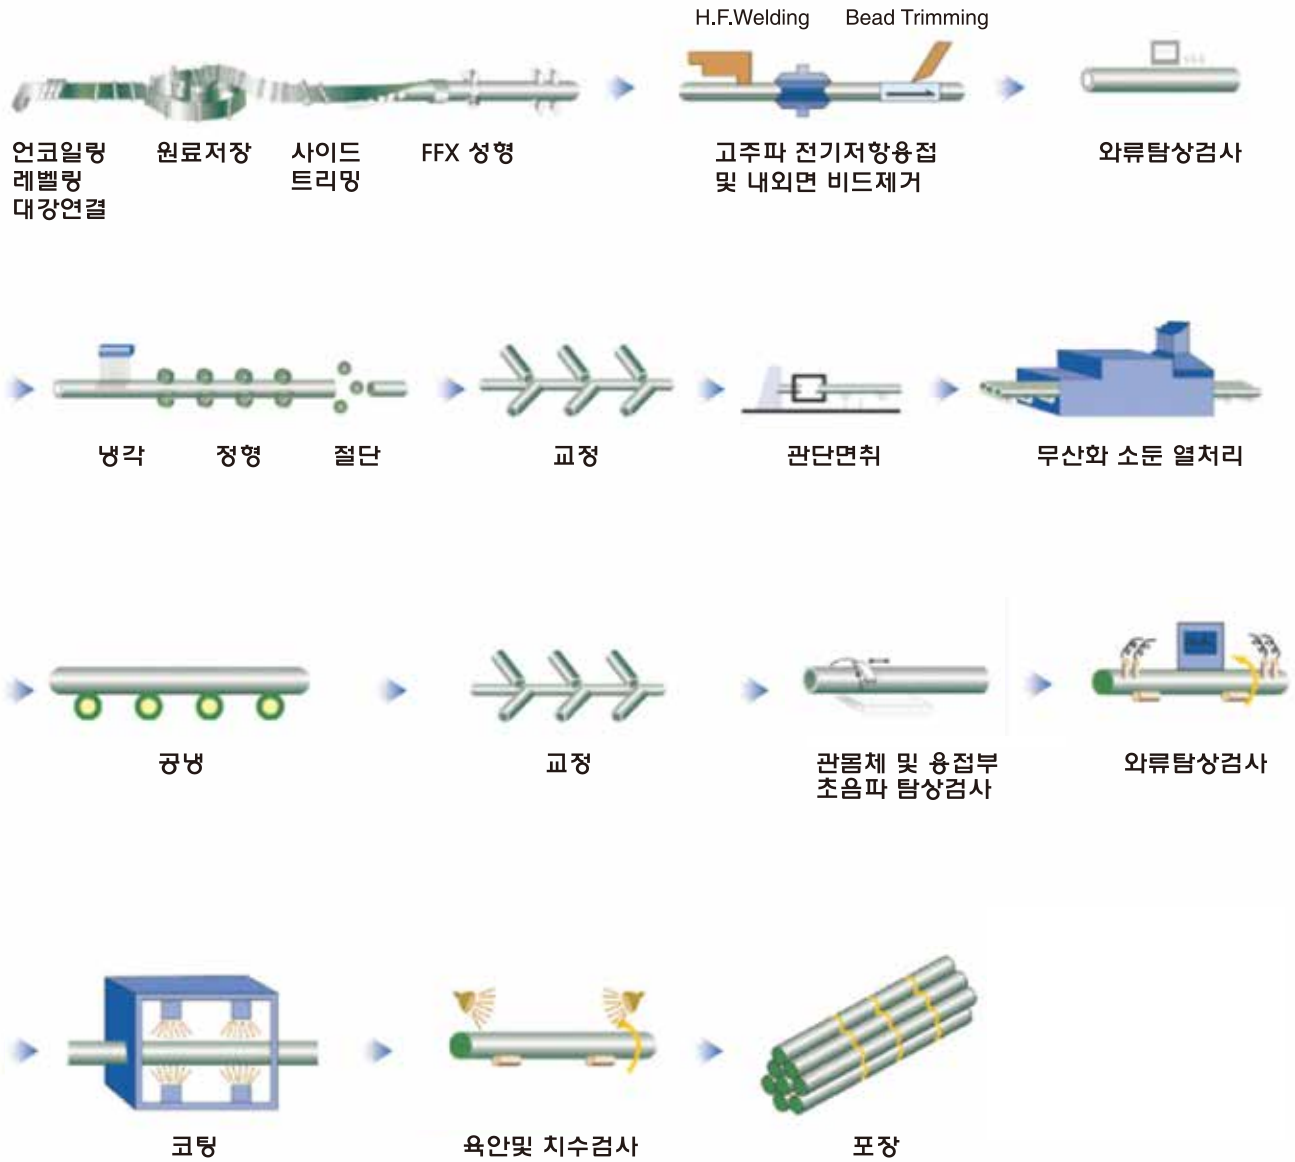 H.F.Welding
Bead Trimming
언코일링
레벨링
대강연결
원료저장
사이드
트리밍
FFX 성형
고주파 전기저항용접
및 내외면 비드제거
와류탐상검사
냉각
정형
절단
교정
관단면취
무산화 소둔 열처리
공냉
교정
관몸체 및 용접부
초음파 탐상검사
와류탐상검사
코팅
육안및 치수검사
포장